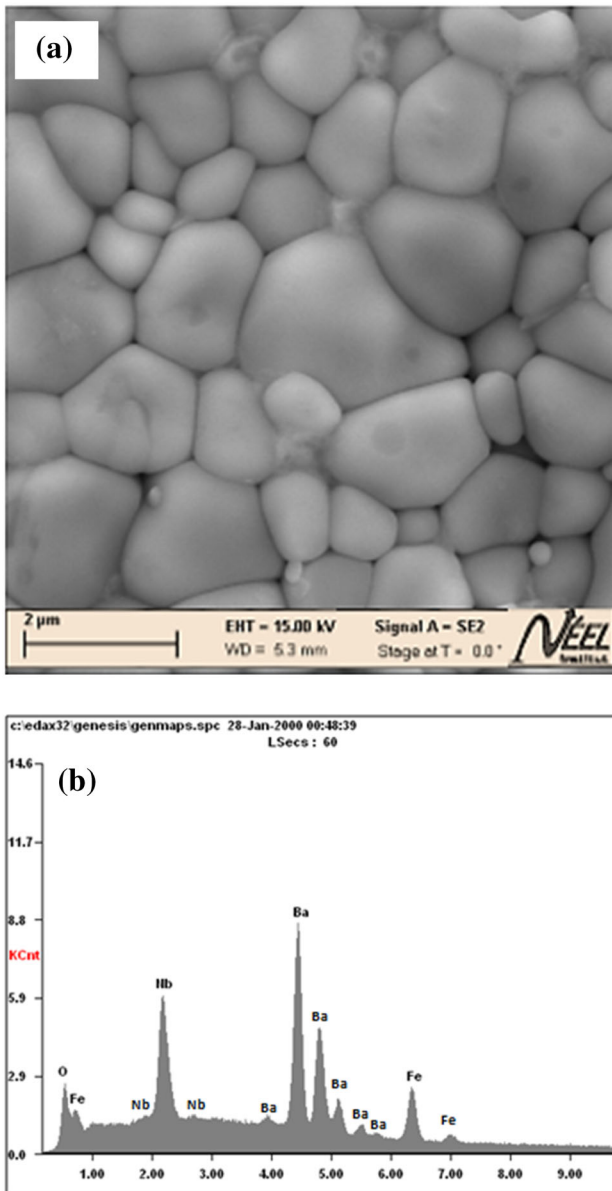 (a)
2 µm
EHT = 15.00 kV
Signal A = SE2
WD = 5.3 mm
Stage at T = 0.0 °
NEEL
Institut
c:\edax32\genesis\genmaps.spc 28-Jan-2000 00:48:39
LSecs : 60
(b)
14.6
11.7
8.8
KCnt
5.9
2.9
0.0
O
Fe
Nb
Nb
Nb
Ba
Ba
Ba
Ba
Ba
Ba
Fe
Fe
1.00 2.00 3.00 4.00 5.00 6.00 7.00 8.00 9.00